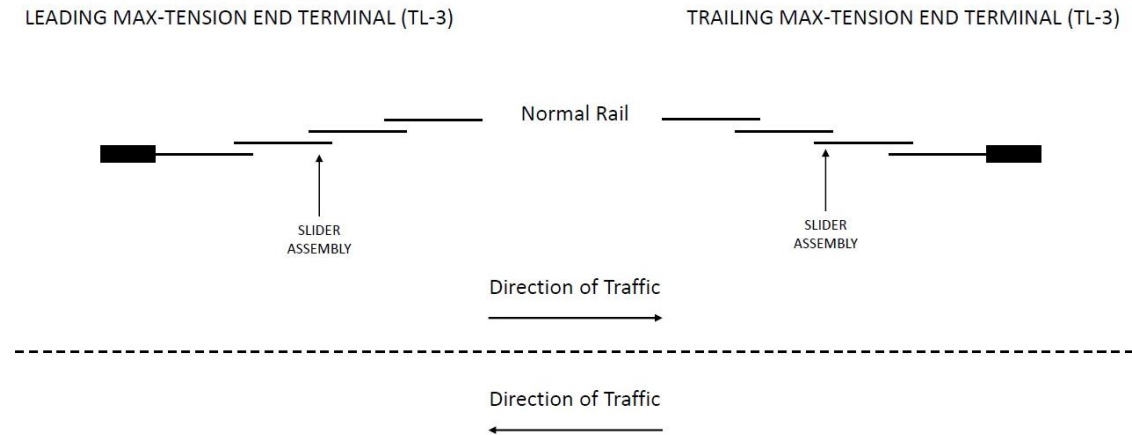 LEADING MAX-TENSION END TERMINAL (TL-3)
TRAILING MAX-TENSION END TERMINAL (TL-3)
Normal Rail
SLIDER
ASSEMBLY
SLIDER
ASSEMBLY
Direction of Traffic
Direction of Traffic